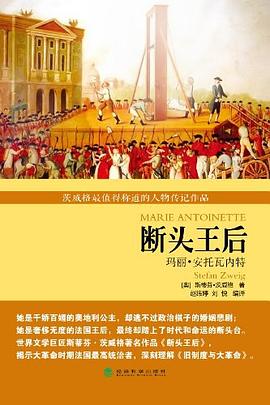 茨威格最值得称道的人物传记作品
MARIE ANTOINETTE
断头王后
玛丽·安托瓦内特
Stefan Zweig
[奥] 斯蒂芬·茨威格 著
赵玮婷 刘悦 编译
她是千娇百媚的奥地利公主,却逃不过政治棋子的婚姻悲剧;
她是奢侈无度的法国王后,最终却踏上了时代和命运的断头台。
世界文学巨匠斯蒂芬·茨威格著名作品《断头王后》,
揭示大革命时期法国最高统治者,深刻理解《旧制度与大革命》。
经济科学出版社